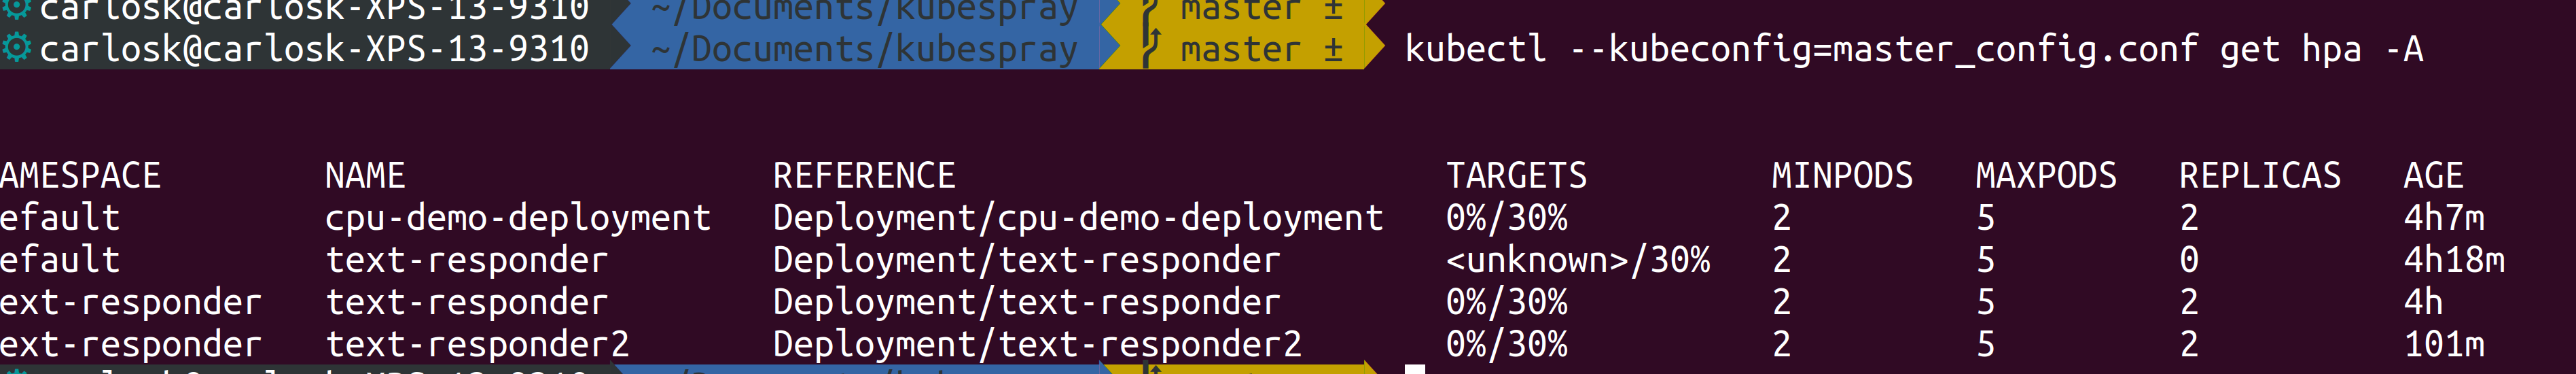 carlosk@carlosk-XPS-13-9310 ~/Documents/kubespray master ±
carlosk@carlosk-XPS-13-9310 ~/Documents/kubespray master ± kubectl --kubeconfig=master_config.conf get hpa -A
AMESPACE NAME REFERENCE TARGETS MINPODS MAXPODS REPLICAS AGE
efault cpu-demo-deployment Deployment/cpu-demo-deployment 0%/30% 2 5 2 4h7m
efault text-responder Deployment/text-responder <unknown>/30% 2 5 0 4h18m
ext-responder text-responder Deployment/text-responder 0%/30% 2 5 2 4h
ext-responder text-responder2 Deployment/text-responder2 0%/30% 2 5 2 101m